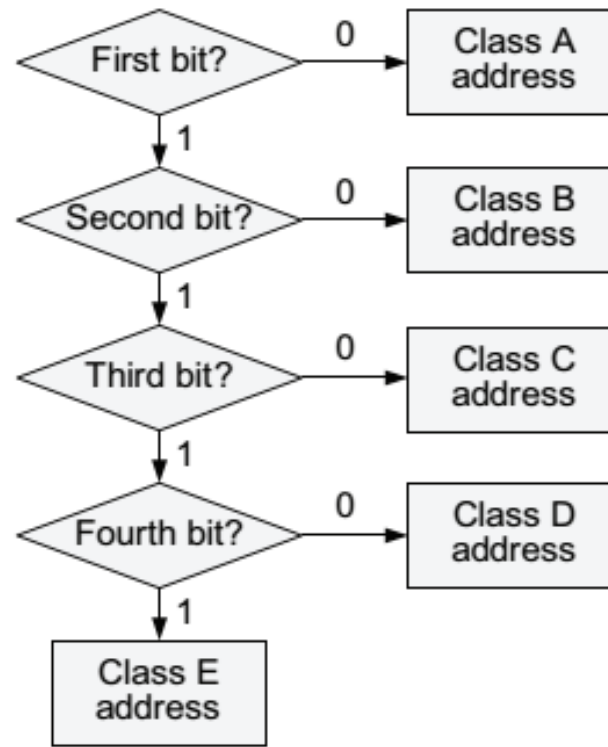 First bit?
0
Class A
address
1
Second bit?
0
Class B
address
1
Third bit?
0
Class C
address
1
Fourth bit?
0
Class D
address
1
Class E
address